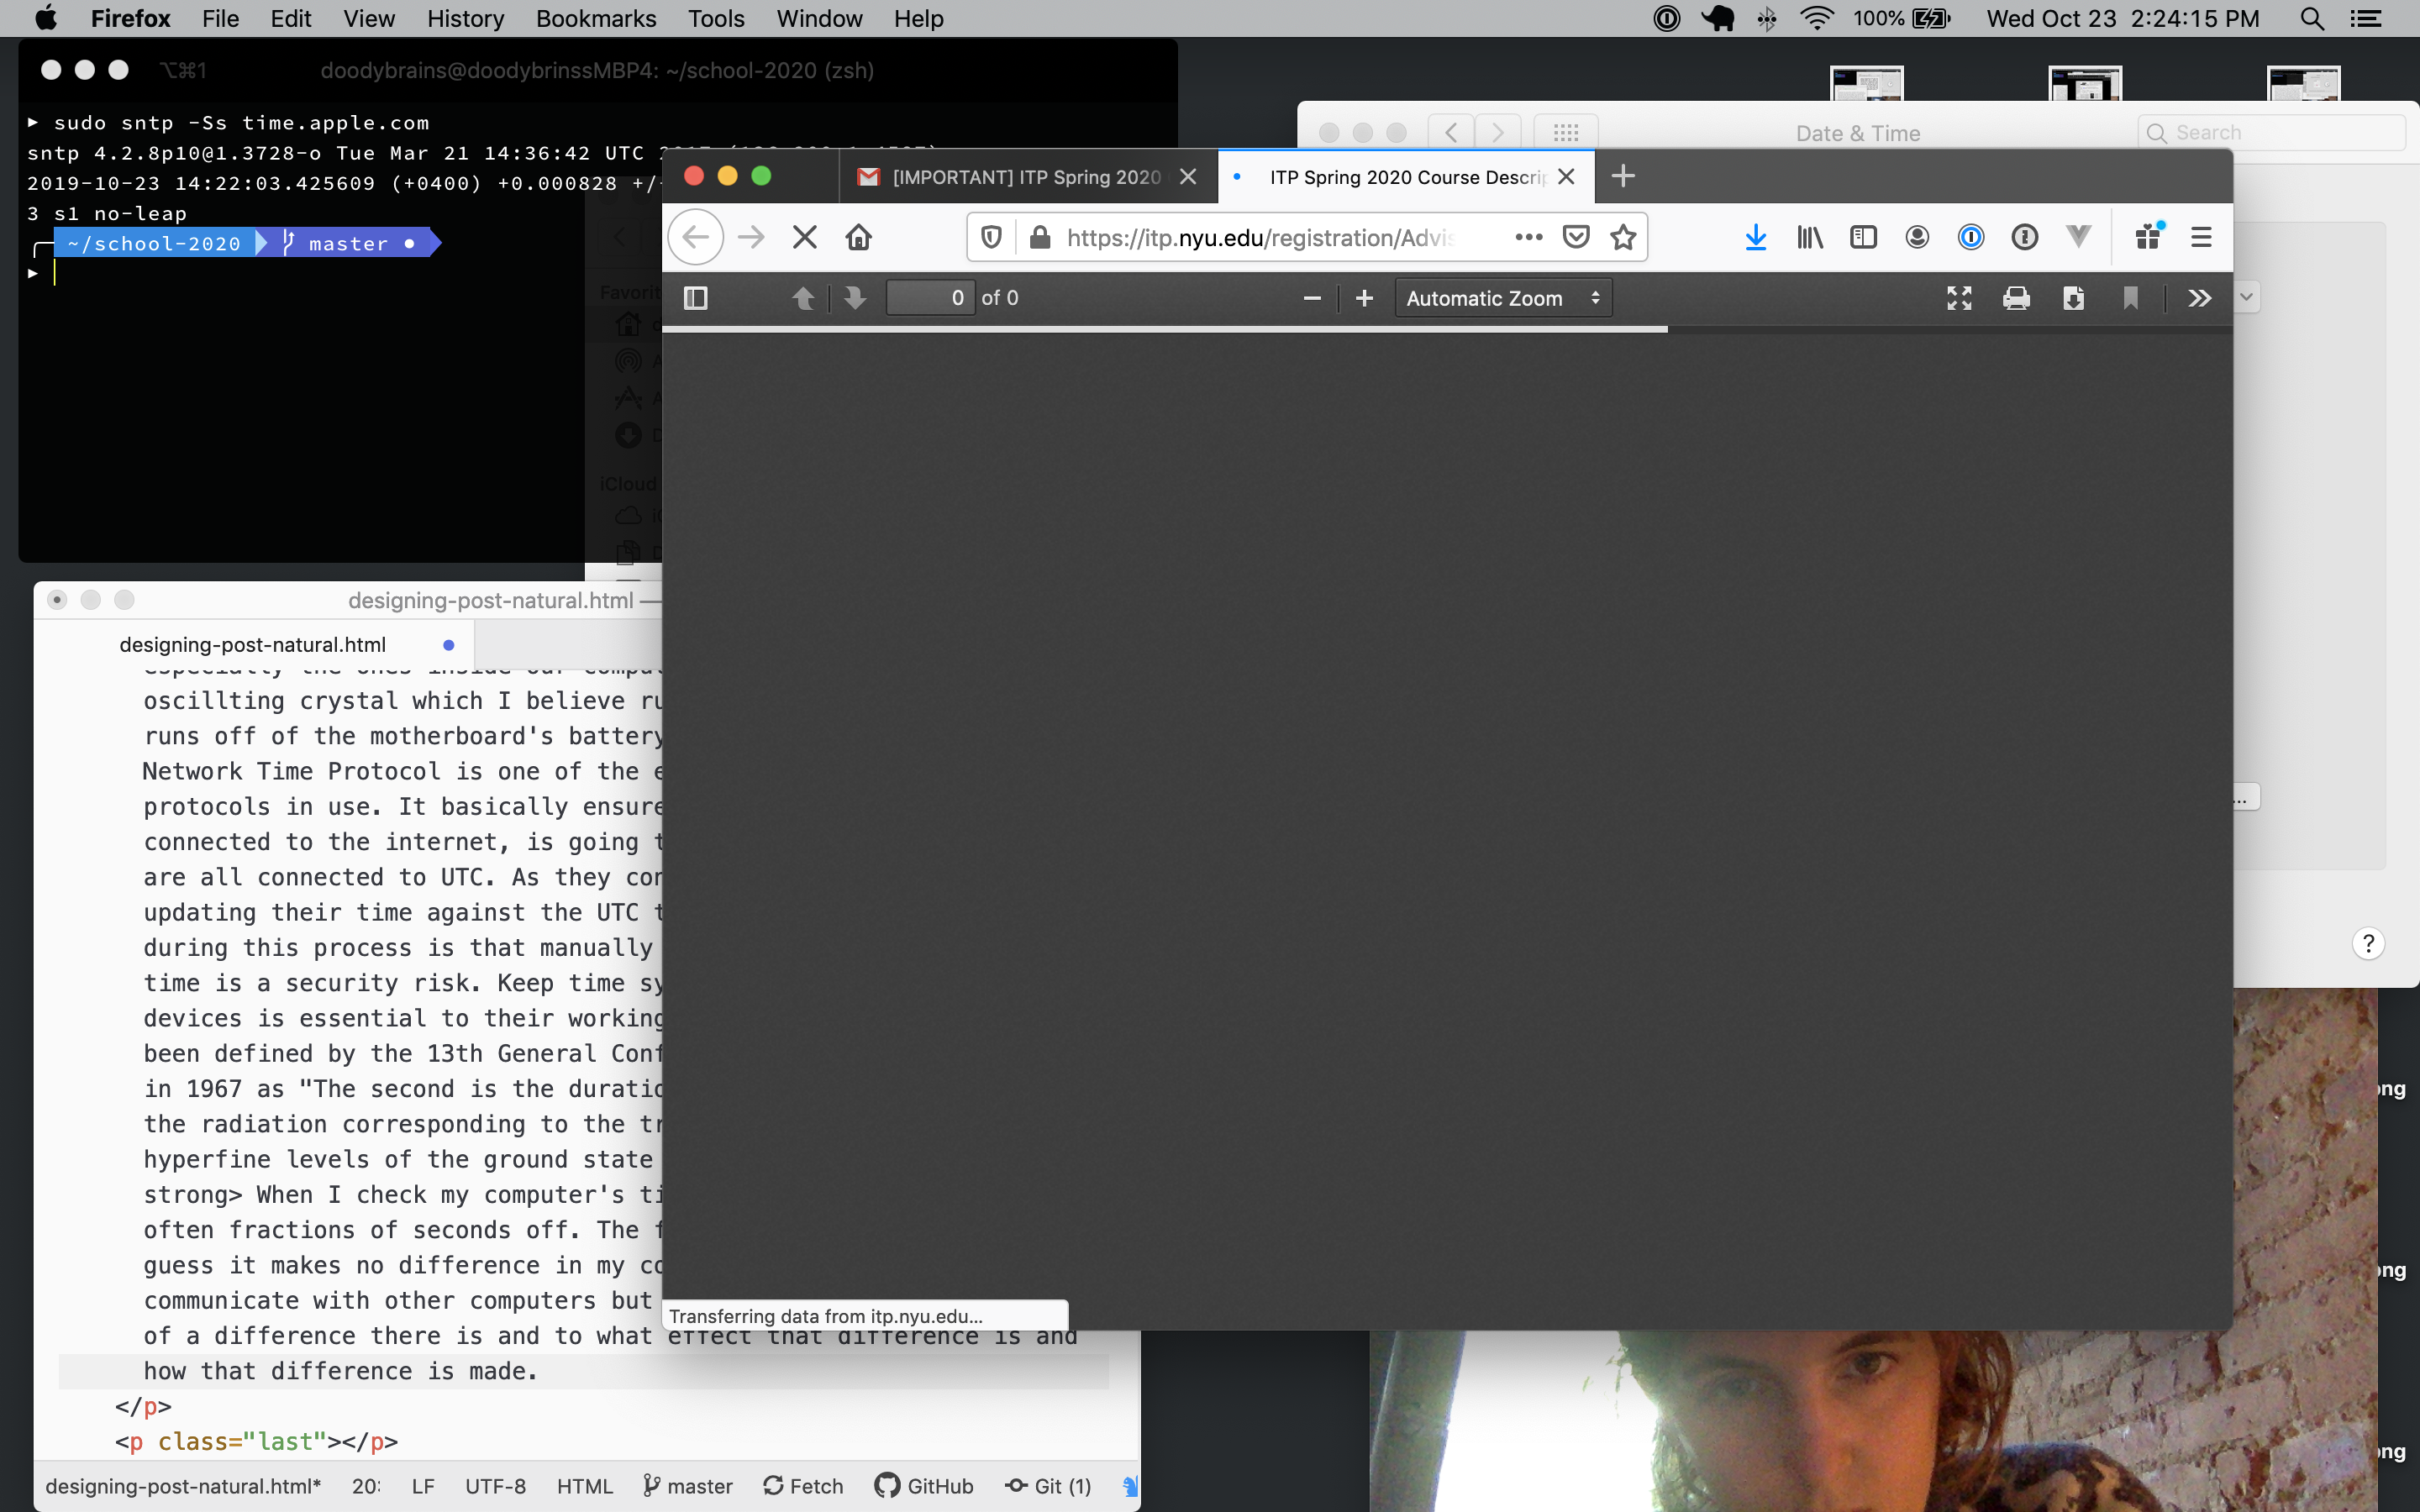 Firefox File Edit View History Bookmarks Tools Window Help 100% Wed Oct 23 2:24:15 PM
⌥⌘1 doodybrains@doodybrinssMBP4: ~/school-2020 (zsh)
▸ sudo sntp -Ss time.apple.com
sntp 4.2.8p10@1.3728-o Tue Mar 21 14:36:42 UTC
2019-10-23 14:22:03.425609 (+0400) +0.000828 +/-
3 s1 no-leap
~/school-2020 master ●
▸
Date & Time
Search
[IMPORTANT] ITP Spring 2020
ITP Spring 2020 Course Descrip
https://itp.nyu.edu/registration/Advis
0 of 0
Automatic Zoom
Favorit
iCloud
designing-post-natural.html —
designing-post-natural.html
especially the ones inside our comput
oscillting crystal which I believe ru
runs off of the motherboard's battery
Network Time Protocol is one of the e
protocols in use. It basically ensure
connected to the internet, is going t
are all connected to UTC. As they con
updating their time against the UTC t
during this process is that manually
time is a security risk. Keep time sy
devices is essential to their working
been defined by the 13th General Conf
in 1967 as "The second is the duratio
the radiation corresponding to the tr
hyperfine levels of the ground state
strong> When I check my computer's ti
often fractions of seconds off. The f
guess it makes no difference in my co
communicate with other computers but
of a difference there is and to what effect that difference is and
how that difference is made.
</p>
<p class="last"></p>
Transferring data from itp.nyu.edu...
designing-post-natural.html* 20: LF UTF-8 HTML master Fetch GitHub Git (1)
...
?
ng
ng
ng